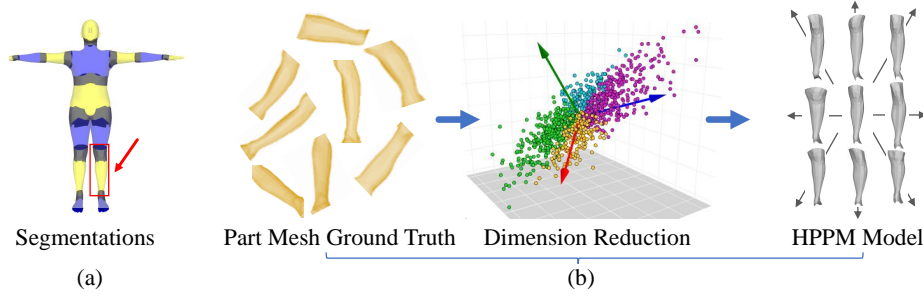 Segmentations
Part Mesh Ground Truth
Dimension Reduction
HPPM Model
(a)
(b)